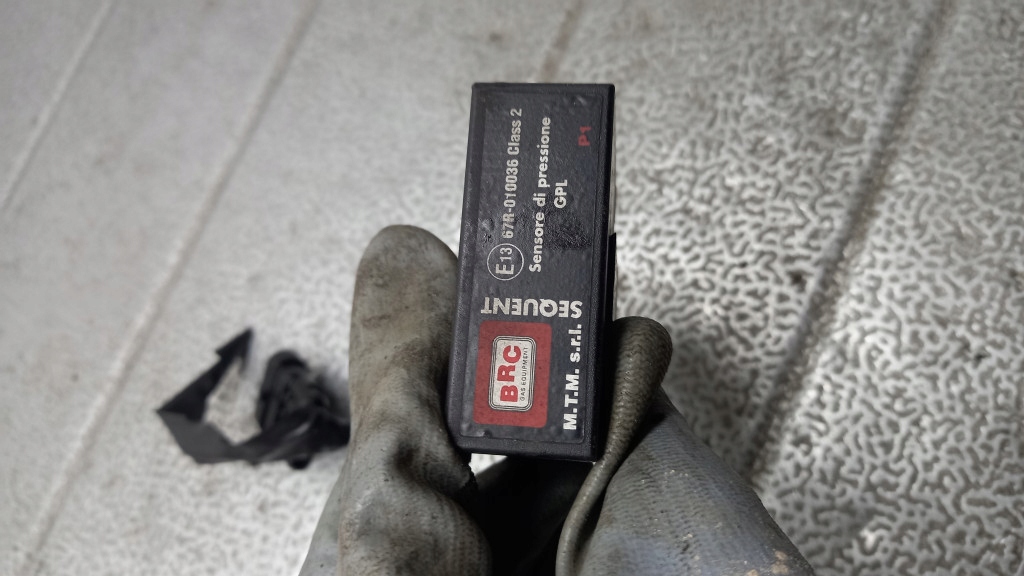 BRC
GAS EQUIPMENT
M.T.M. s.r.l.
SEQUENT
E13 67R-010036 Class 2
Sensore di pressione
GPL
P1